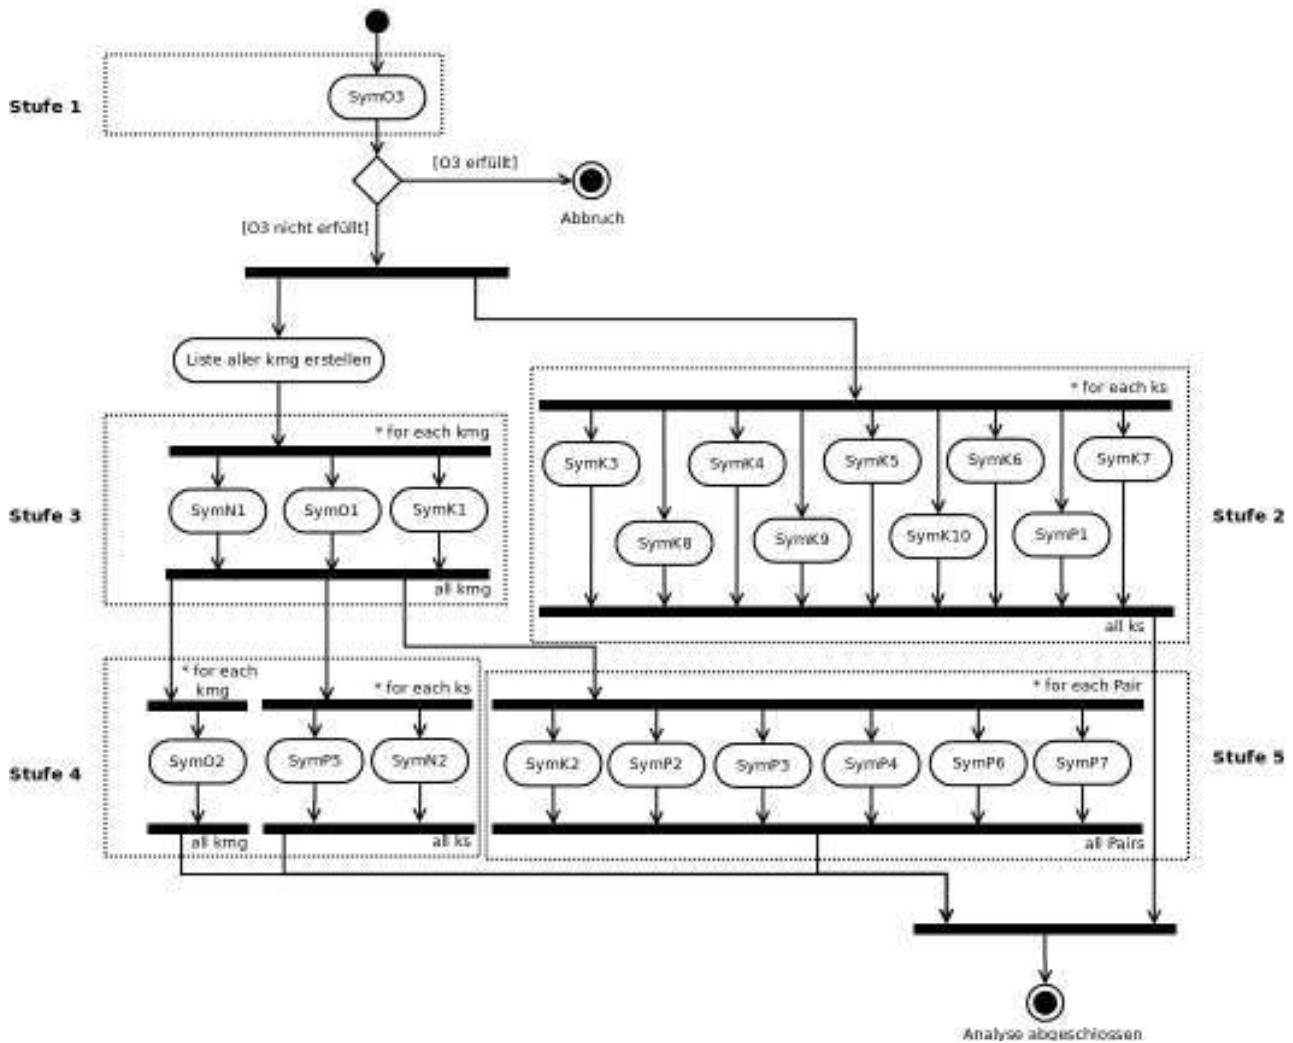 Stufe 1
SymO3
[O3 erfüllt]
Abbruch
[O3 nicht erfüllt]
Liste aller kmg erstellen
* for each ks
* for each kmg
SymK3
SymK4
SymK5
SymK6
SymK7
Stufe 3
SymN1
SymO1
SymK1
Stufe 2
SymK8
SymK9
SymK10
SymP1
all kmg
all ks
* for each
kmg
* for each ks
* for each Pair
Stufe 4
SymO2
SymP5
SymN2
SymK2
SymP2
SymP3
SymP4
SymP6
SymP7
Stufe 5
all kmg
all ks
all Pairs
Analyse abgeschlossen